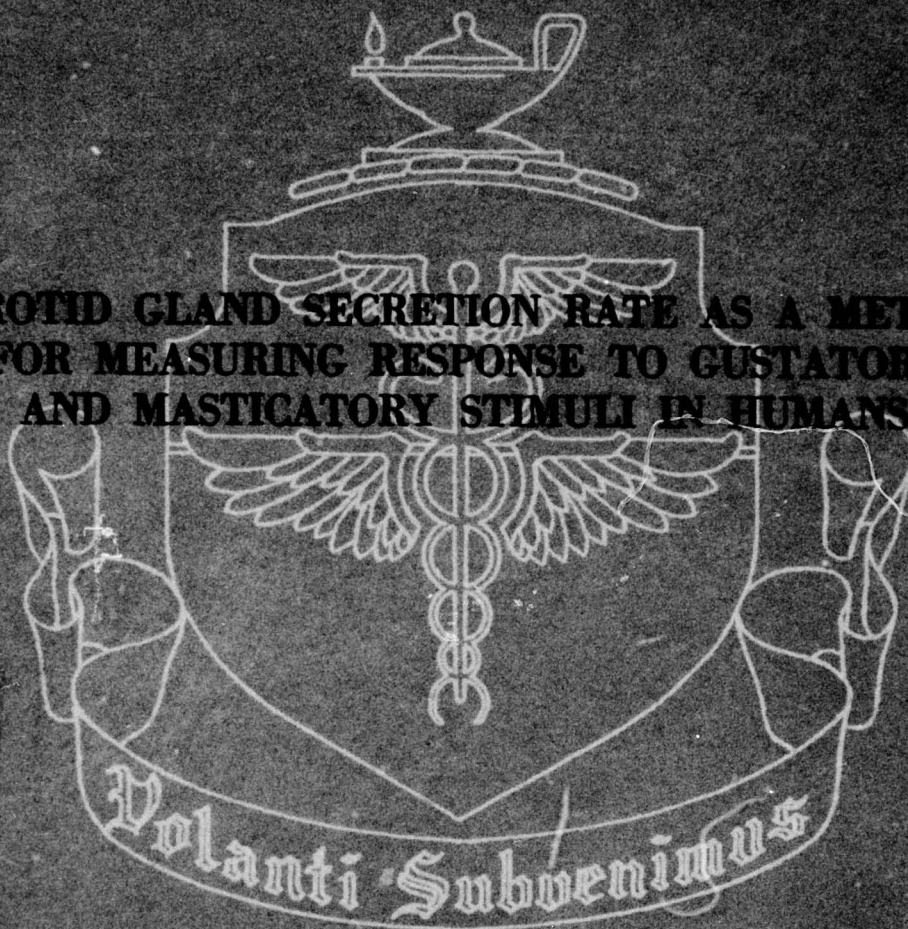 ROTID GLAND SECRETION RATE AS A MET
FOR MEASURING RESPONSE TO GUSTATOR
AND MASTICATORY STIMULI IN HUMANS
Volanti Subvenimus